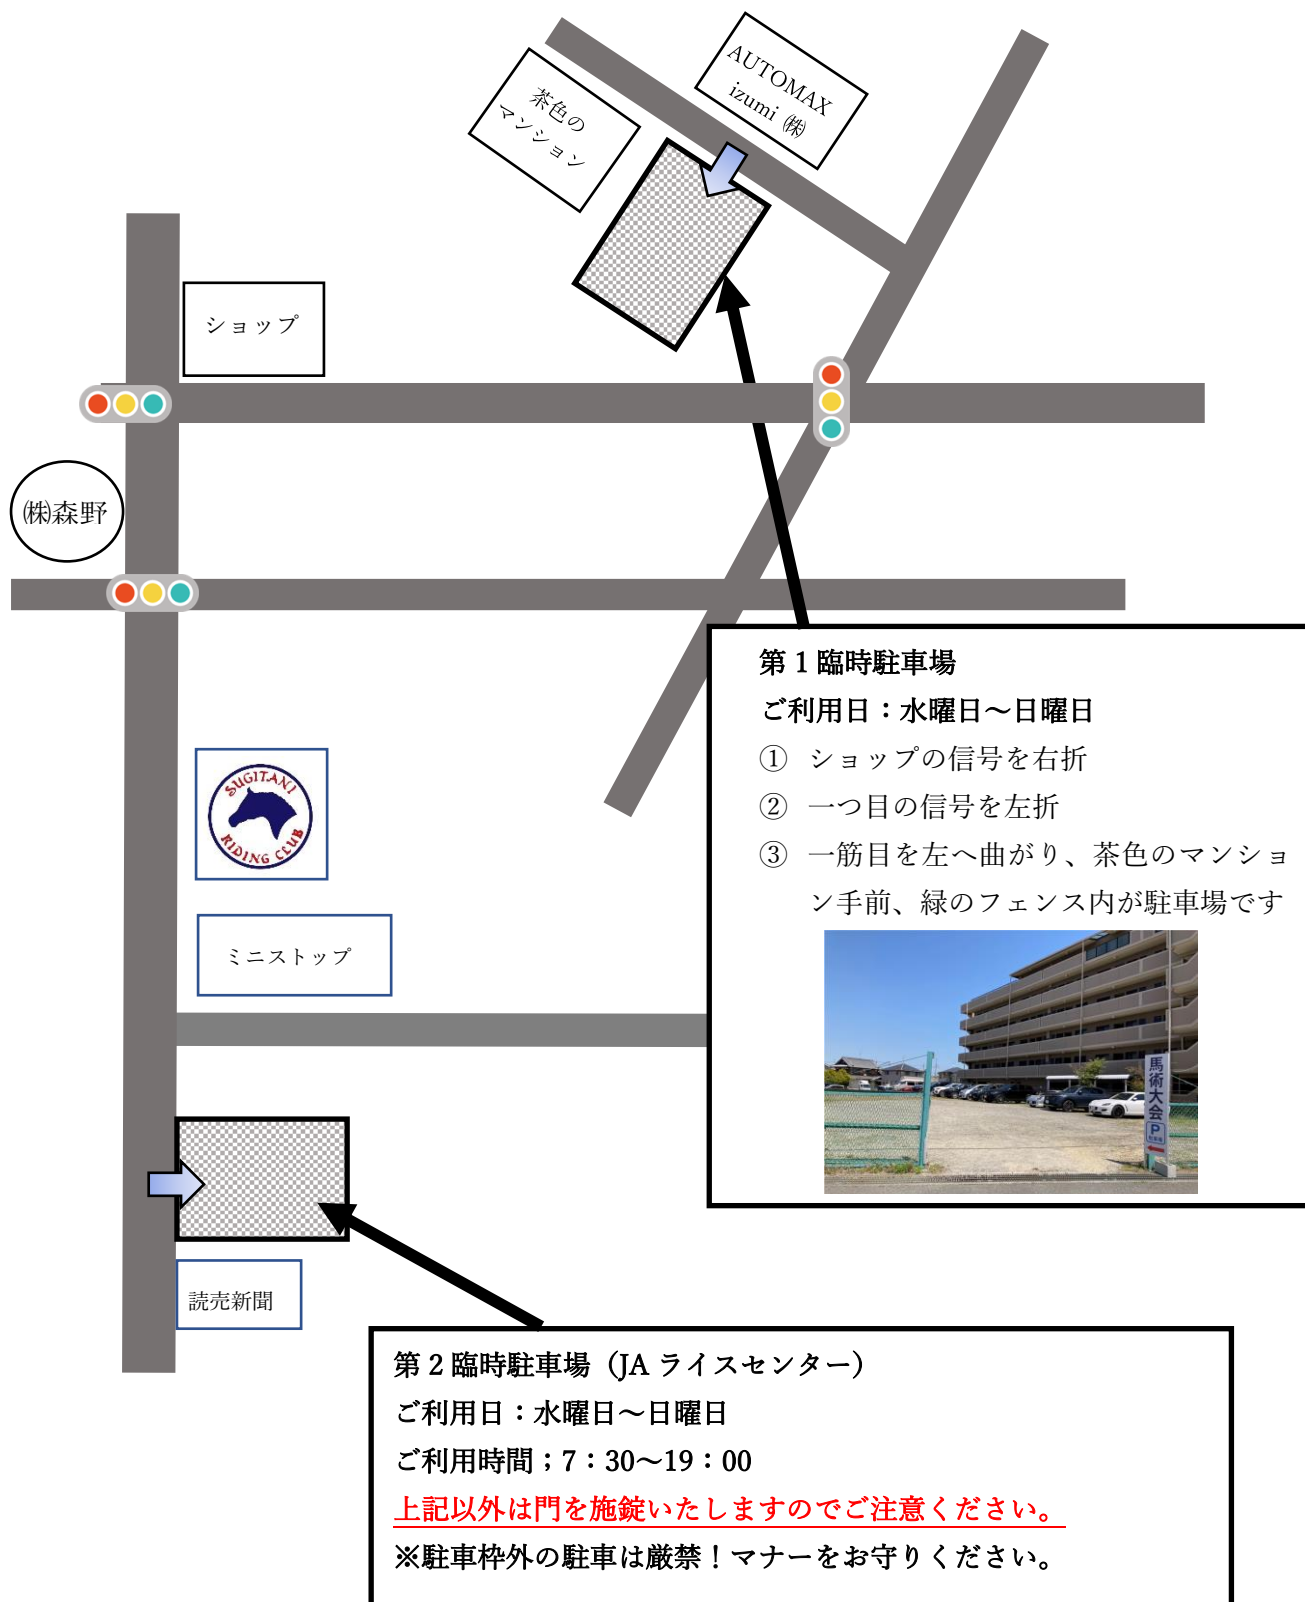 AUTOMAX
izumi ㈱
茶色の
マンション
ショップ
㈱森野
第1臨時駐車場
ご利用日：水曜日～日曜日
① ショップの信号を右折
② 一つ目の信号を左折
③ 一筋目を左へ曲がり、茶色のマンショ
ン手前、緑のフェンス内が駐車場です
SUGITANI
RIDING CLUB
ミニストップ
馬術大会
P
読売新聞
第2臨時駐車場（JAライスセンター）
ご利用日：水曜日～日曜日
ご利用時間；7：30～19：00
上記以外は門を施錠いたしますのでご注意ください。
※駐車枠外の駐車は厳禁！マナーをお守りください。